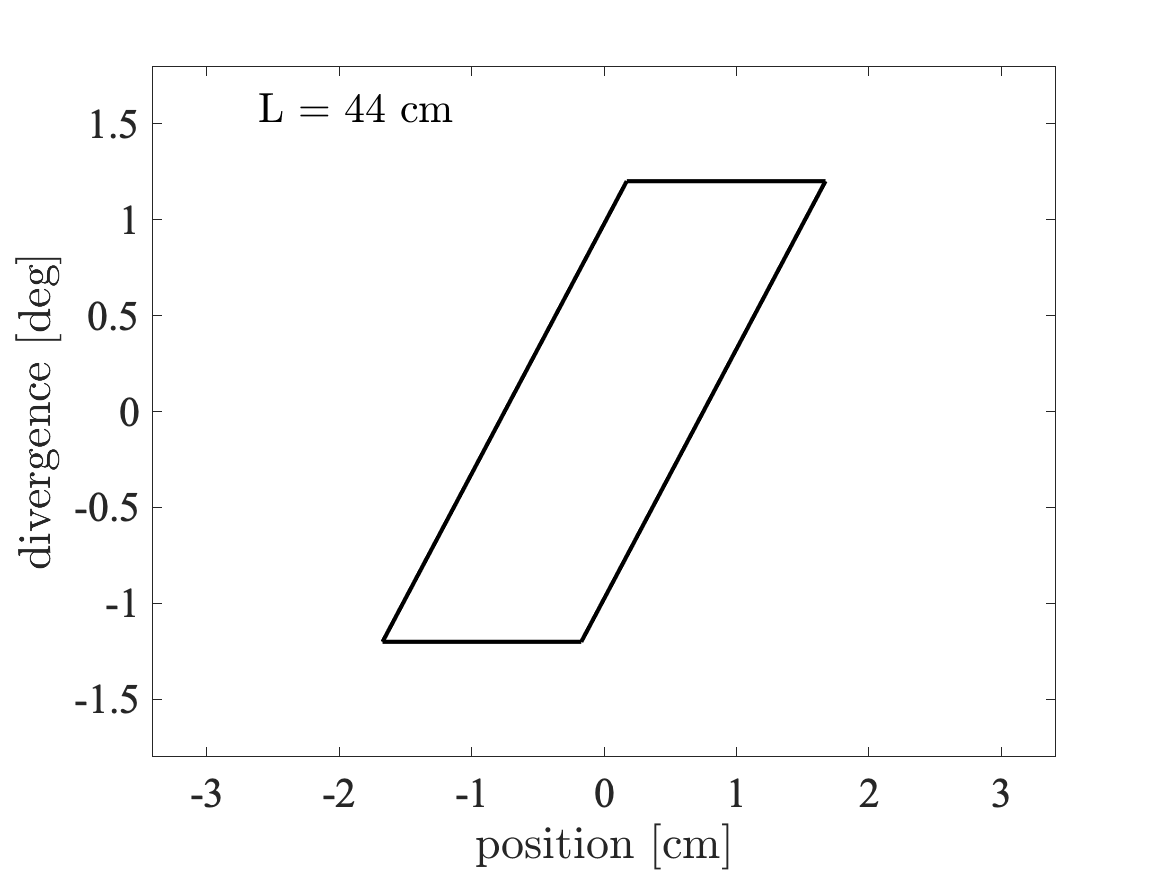 L = 44 cm
1.5
1
0.5
0
-0.5
-1
-1.5
divergence [deg]
-3 -2 -1 0 1 2 3
position [cm]